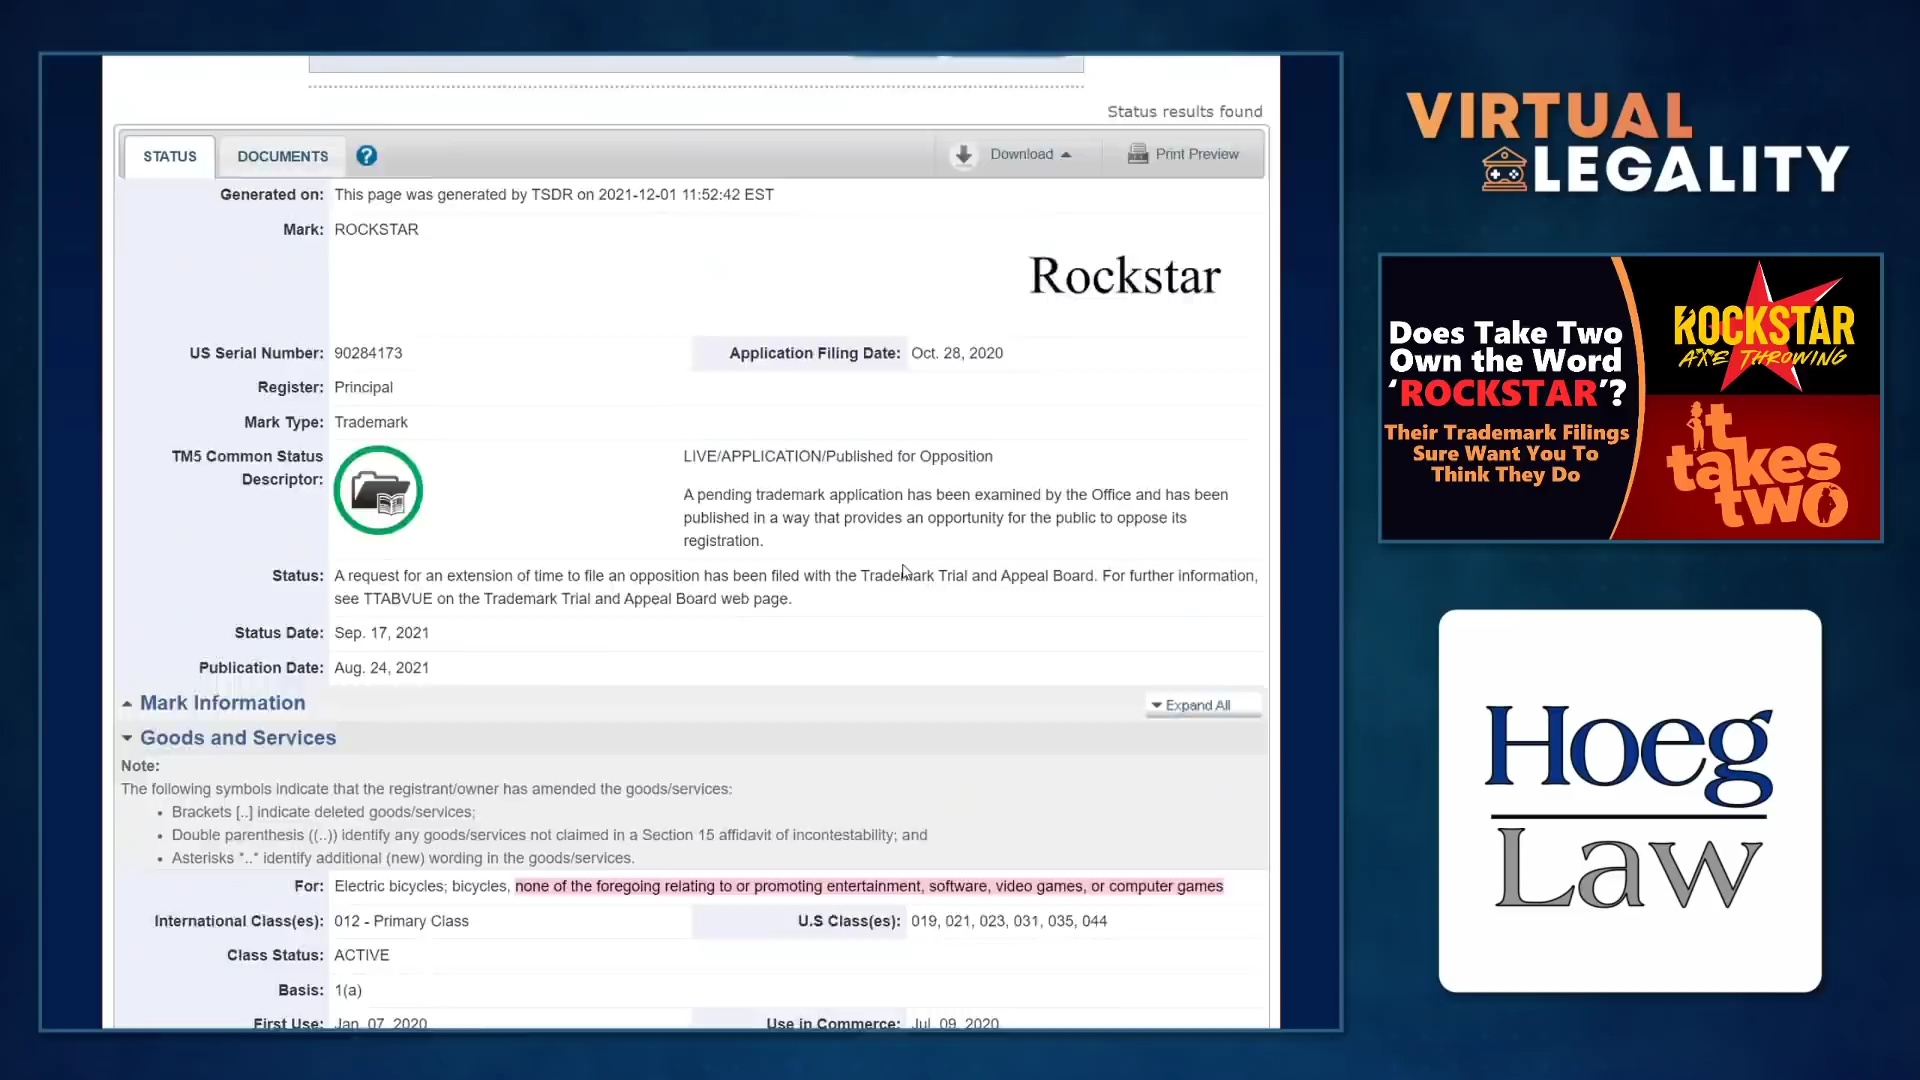 Status results found
STATUS
DOCUMENTS
?
Download
Print Preview
Generated on: This page was generated by TSDR on 2021-12-01 11:52:42 EST
Mark: ROCKSTAR
Rockstar
US Serial Number: 90284173
Application Filing Date: Oct. 28, 2020
Register: Principal
Mark Type: Trademark
TM5 Common Status
Descriptor:
LIVE/APPLICATION/Published for Opposition
A pending trademark application has been examined by the Office and has been
published in a way that provides an opportunity for the public to oppose its
registration.
Status: A request for an extension of time to file an opposition has been filed with the Trademark Trial and Appeal Board. For further information,
see TTABVUE on the Trademark Trial and Appeal Board web page.
Status Date: Sep. 17, 2021
Publication Date: Aug. 24, 2021
Mark Information
Expand All
Goods and Services
Note:
The following symbols indicate that the registrant/owner has amended the goods/services:
• Brackets [..] indicate deleted goods/services;
• Double parenthesis ((..)) identify any goods/services not claimed in a Section 15 affidavit of incontestability; and
• Asterisks *..* identify additional (new) wording in the goods/services.
For: Electric bicycles; bicycles, none of the foregoing relating to or promoting entertainment, software, video games, or computer games
International Class(es): 012 - Primary Class
U.S Class(es): 019, 021, 023, 031, 035, 044
Class Status: ACTIVE
Basis: 1(a)
First Use: Jan. 07, 2020
Use in Commerce: Jul. 09, 2020
VIRTUAL
LEGALITY
Does Take Two
Own the Word
'ROCKSTAR'?
Their Trademark Filings
Sure Want You To
Think They Do
ROCKSTAR
AXE THROWING
it
takes
two
Hoeg
Law